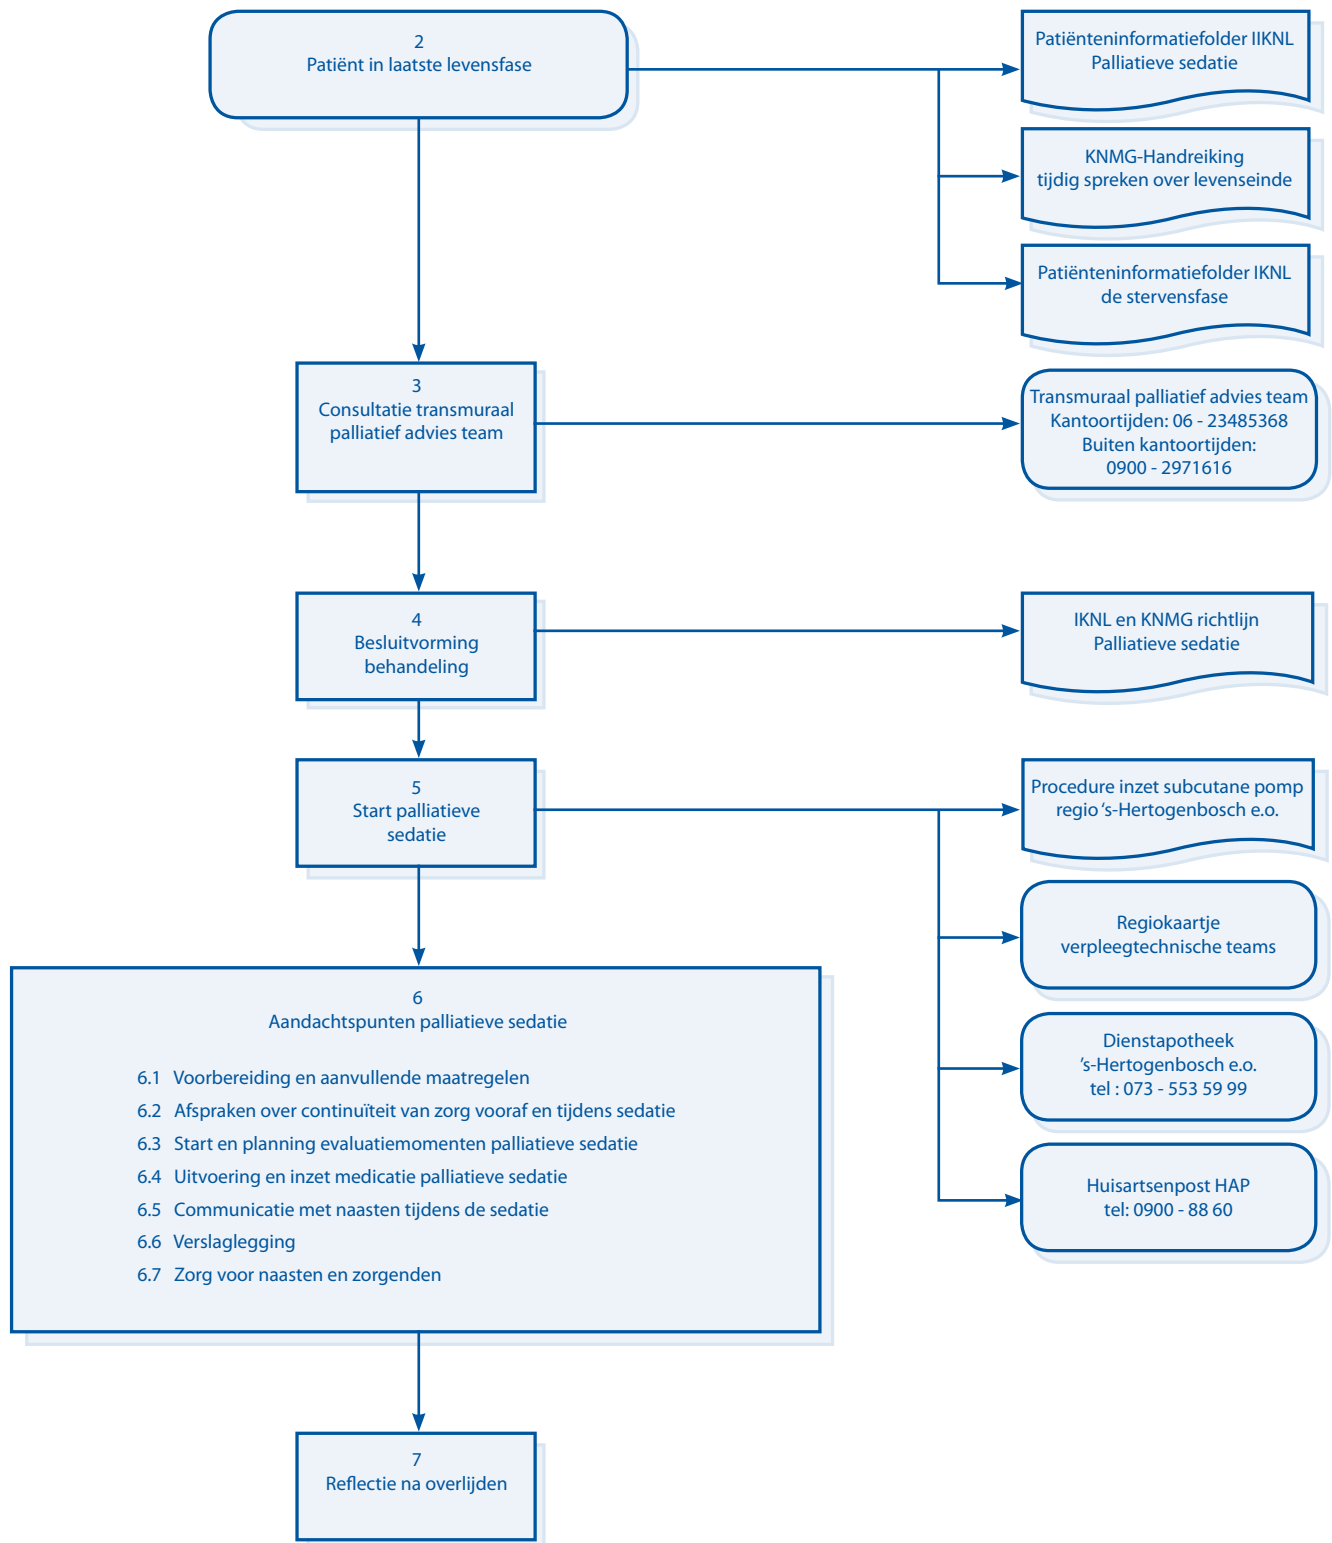 2
Patiënt in laatste levensfase
Patiënteninformatiefolder IIKNL
Palliatieve sedatie
KNMG-Handreiking
tijdig spreken over levenseinde
Patiënteninformatiefolder IKNL
de stervensfase
3
Consultatie transmuraal
palliatief advies team
Transmuraal palliatief advies team
Kantoortijden: 06 - 23485368
Buiten kantoortijden:
0900 - 2971616
4
Besluitvorming
behandeling
IKNL en KNMG richtlijn
Palliatieve sedatie
5
Start palliatieve
sedatie
Procedure inzet subcutane pomp
regio ‘s-Hertogenbosch e.o.
Regiokaartje
verpleegtechnische teams
Dienstapotheek
’s-Hertogenbosch e.o.
tel : 073 - 553 59 99
Huisartsenpost HAP
tel: 0900 - 88 60
6
Aandachtspunten palliatieve sedatie
6.1 Voorbereiding en aanvullende maatregelen
6.2 Afspraken over continuïteit van zorg vooraf en tijdens sedatie
6.3 Start en planning evaluatiemomenten palliatieve sedatie
6.4 Uitvoering en inzet medicatie palliatieve sedatie
6.5 Communicatie met naasten tijdens de sedatie
6.6 Verslaglegging
6.7 Zorg voor naasten en zorgenden
7
Reflectie na overlijden